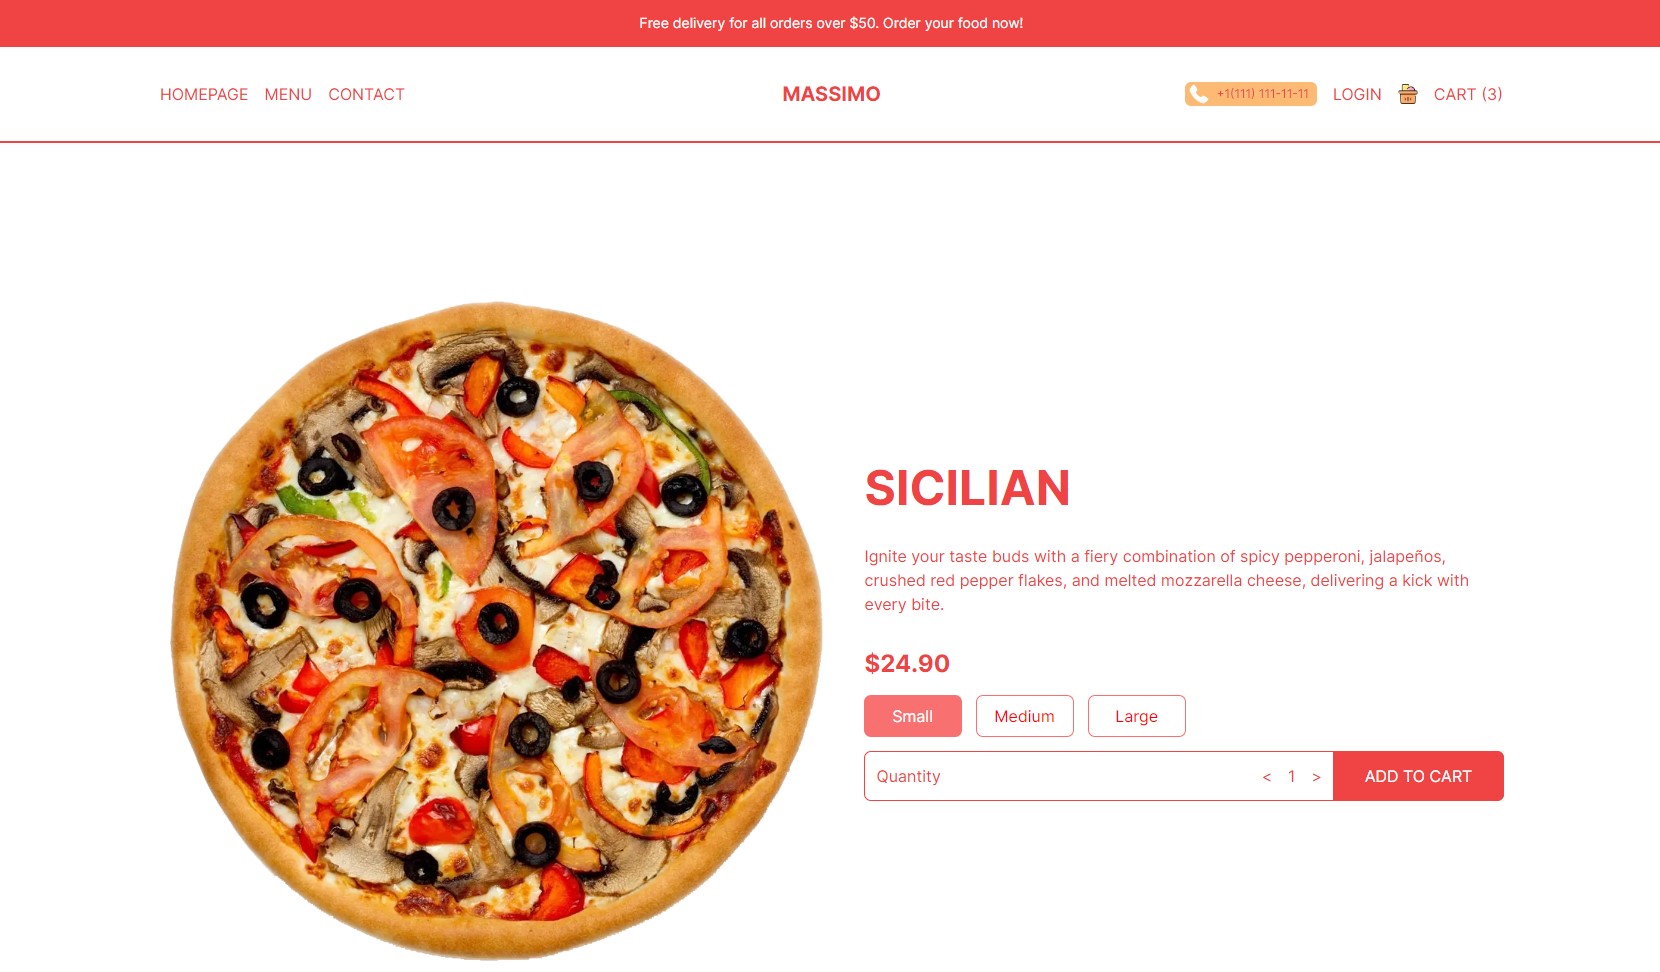 Free delivery for all orders over $50. Order your food now!
HOMEPAGE MENU CONTACT
MASSIMO
+1(111) 111-11-11 LOGIN CART (3)
SICILIAN
Ignite your taste buds with a fiery combination of spicy pepperoni, jalapeños,
crushed red pepper flakes, and melted mozzarella cheese, delivering a kick with
every bite.
$24.90
Small Medium Large
Quantity < 1 > ADD TO CART